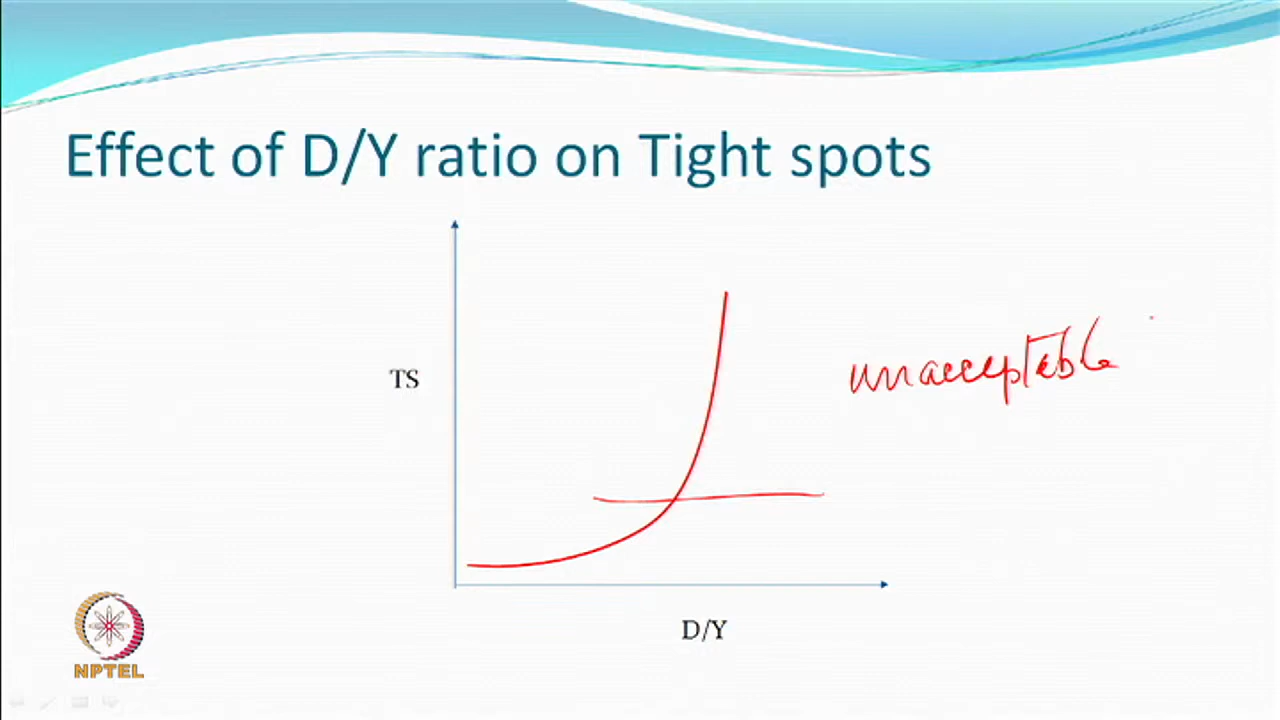 Effect of D/Y ratio on Tight spots
TS
unacceptable
D/Y
NPTEL